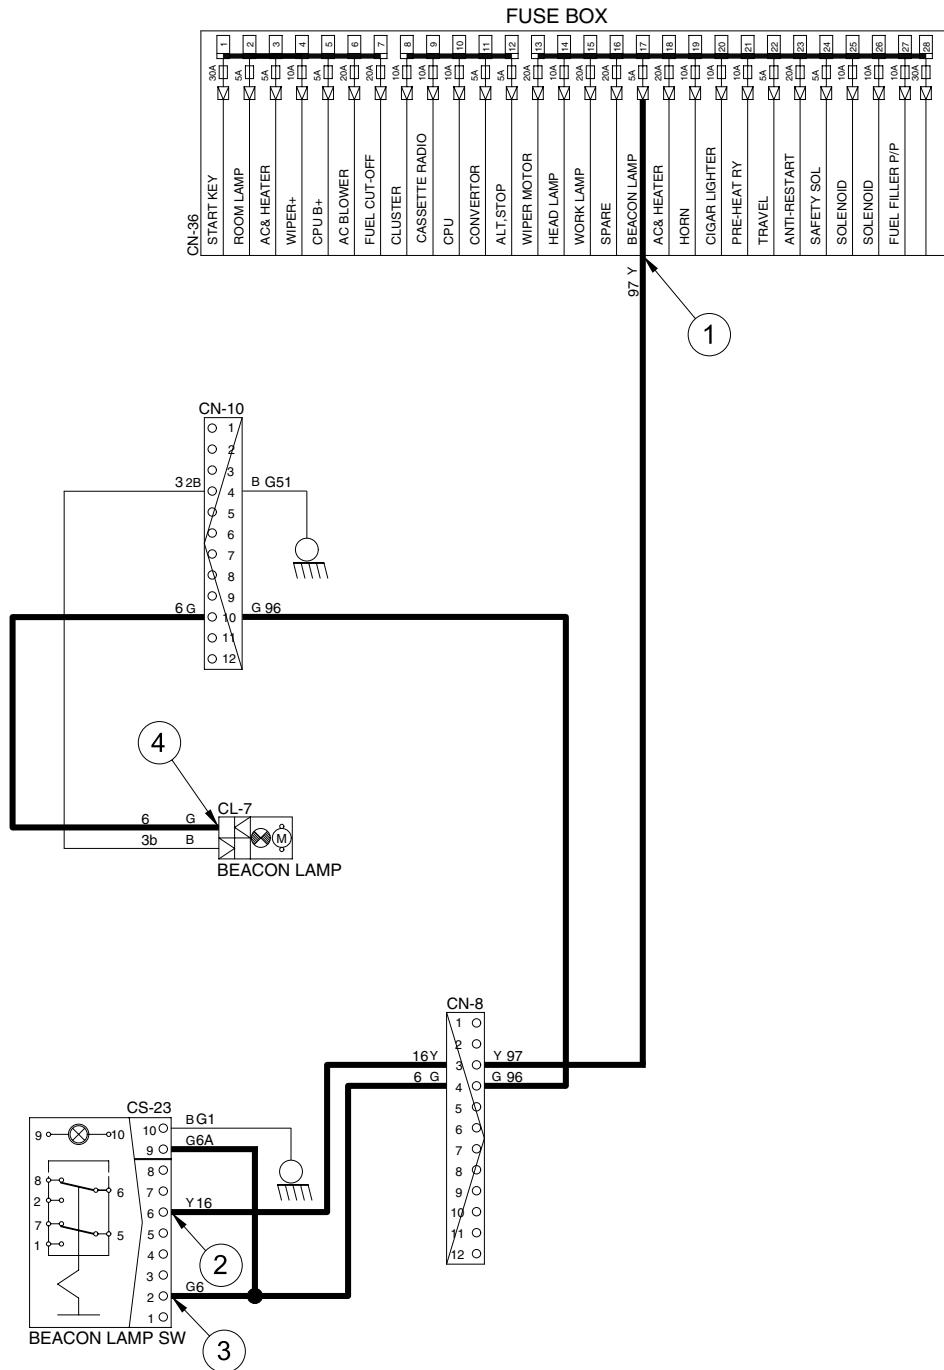 FUSE BOX
1 2 3 4 5 6 7 8 9 10 11 12 13 14 15 16 17 18 19 20 21 22 23 24 25 26 27 28
30A 5A 5A 10A 5A 20A 20A 10A 10A 10A 10A 5A 20A 10A 20A 20A 5A 20A 10A 10A 10A 5A 20A 5A 10A 10A 10A 30A
CN-36
START KEY
ROOM LAMP
AC& HEATER
WIPER+
CPU B+
AC BLOWER
FUEL CUT-OFF
CLUSTER
CASSETTE RADIO
CPU
CONVERTOR
ALT.STOP
WIPER MOTOR
HEAD LAMP
WORK LAMP
SPARE
BEACON LAMP
AC& HEATER
HORN
CIGAR LIGHTER
PRE-HEAT RY
TRAVEL
ANTI-RESTART
SAFETY SOL
SOLENOID
SOLENOID
FUEL FILLER P/P
97 Y
1
CN-10
1
2
3
3 2B 4 B G51
5
6
7
8
9
6 G 10 G 96
11
12
4
CL-7
6 G
3b B
M
BEACON LAMP
CN-8
1
2
16 Y 3 Y 97
6 G 4 G 96
5
6
7
8
9
10
11
12
CS-23
9 10
10 B G1
9 G6A
8
7
6 Y 16
5
4
3
2 G6
1
8 6
2
7 5
1
2
3
BEACON LAMP SW